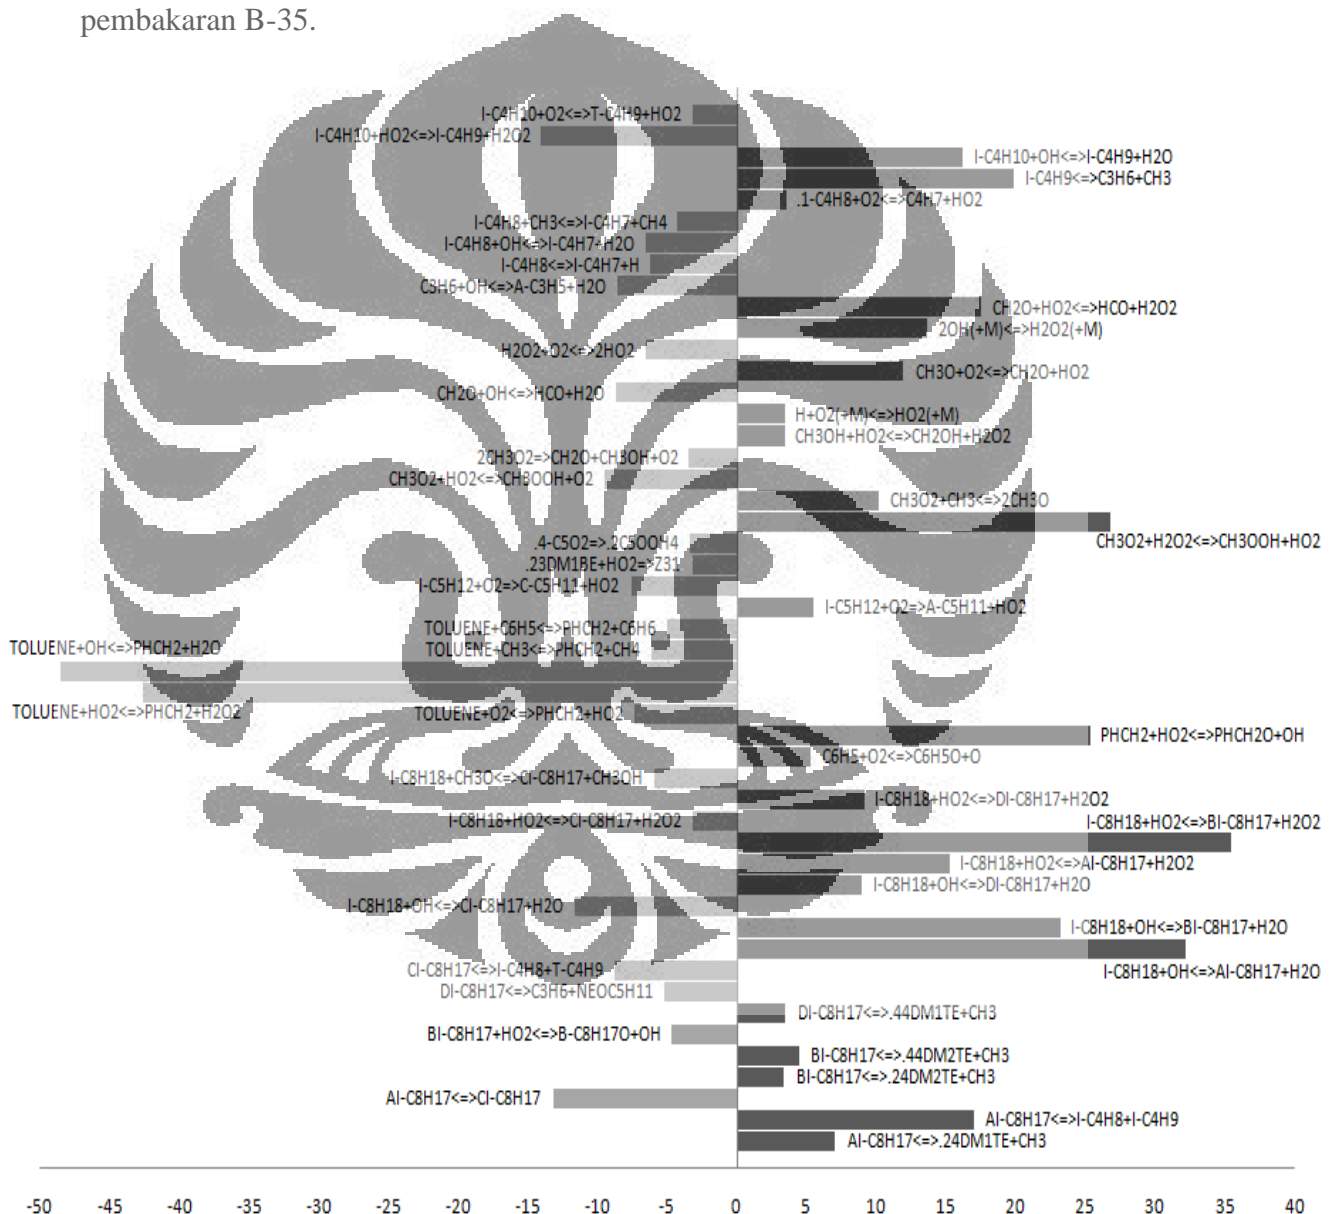 pembakaran B-35.
I-C4H10+O2<=>T-C4H9+HO2
I-C4H10+HO2<=>I-C4H9+H2O2
I-C4H10+OH<=>I-C4H9+H2O
I-C4H9<=>C3H6+CH3
.1-C4H8+O2<=>C4H7+HO2
I-C4H8+CH3<=>I-C4H7+CH4
I-C4H8+OH<=>I-C4H7+H2O
I-C4H8<=>I-C4H7+H
C3H6+OH<=>A-C3H5+H2O
CH2O+HO2<=>HCO+H2O2
2OH(+M)<=>H2O2(+M)
H2O2+O2<=>2HO2
CH3O+O2<=>CH2O+HO2
CH2O+OH<=>HCO+H2O
H+O2(+M)<=>HO2(+M)
CH3OH+HO2<=>CH2OH+H2O2
2CH3O2=>CH2O+CH3OH+O2
CH3O2+HO2<=>CH3OOH+O2
CH3O2+CH3<=>2CH3O
CH3O2+H2O2<=>CH3OOH+HO2
.4-C5O2=>.2C5OOH4
.23DM1BE+HO2=>Z31
I-C5H12+O2=>C-C5H11+HO2
I-C5H12+O2=>A-C5H11+HO2
TOLUENE+C6H5<=>PHCH2+C6H6
TOLUENE+CH3<=>PHCH2+CH4
TOLUENE+OH<=>PHCH2+H2O
TOLUENE+HO2<=>PHCH2+H2O2
TOLUENE+O2<=>PHCH2+HO2
PHCH2+HO2<=>PHCH2O+OH
C6H5+O2<=>C6H5O+O
I-C8H18+CH3O<=>CI-C8H17+CH3OH
I-C8H18+HO2<=>DI-C8H17+H2O2
I-C8H18+HO2<=>CI-C8H17+H2O2
I-C8H18+HO2<=>BI-C8H17+H2O2
I-C8H18+HO2<=>AI-C8H17+H2O2
I-C8H18+OH<=>DI-C8H17+H2O
I-C8H18+OH<=>CI-C8H17+H2O
I-C8H18+OH<=>BI-C8H17+H2O
I-C8H18+OH<=>AI-C8H17+H2O
CI-C8H17<=>I-C4H8+T-C4H9
DI-C8H17<=>C3H6+NEOC5H11
DI-C8H17<=>.44DM1TE+CH3
BI-C8H17+HO2<=>B-C8H17O+OH
BI-C8H17<=>.44DM2TE+CH3
BI-C8H17<=>.24DM2TE+CH3
AI-C8H17<=>CI-C8H17
AI-C8H17<=>I-C4H8+I-C4H9
AI-C8H17<=>.24DM1TE+CH3
-50 -45 -40 -35 -30 -25 -20 -15 -10 -5 0 5 10 15 20 25 30 35 40